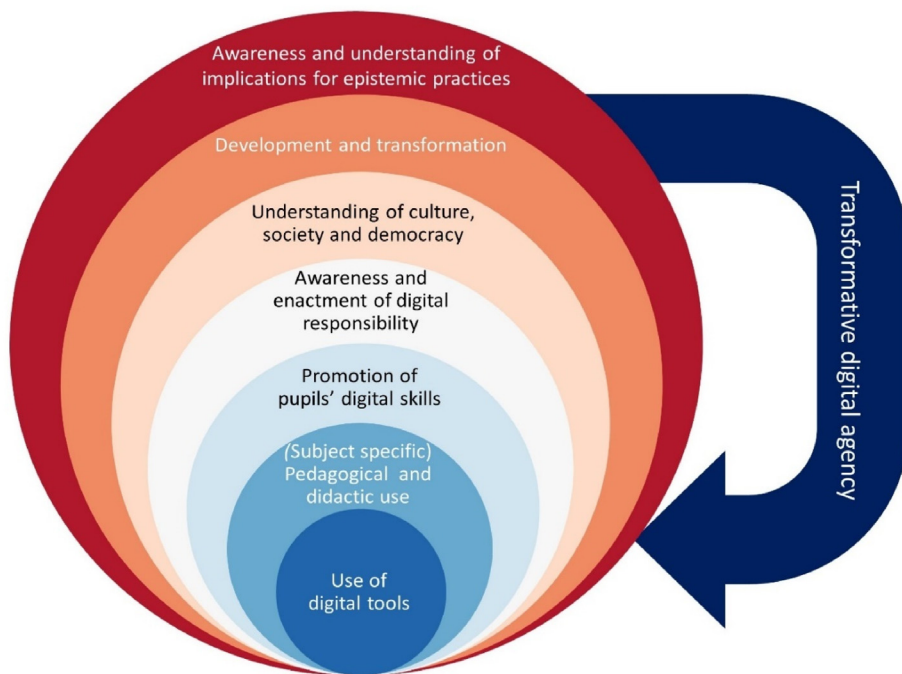 Awareness and understanding of
implications for epistemic practices
Development and transformation
Understanding of culture,
society and democracy
Awareness and
enactment of digital
responsibility
Promotion of
pupils’ digital skills
(Subject specific)
Pedagogical and
didactic use
Use of
digital tools
Transformative digital agency